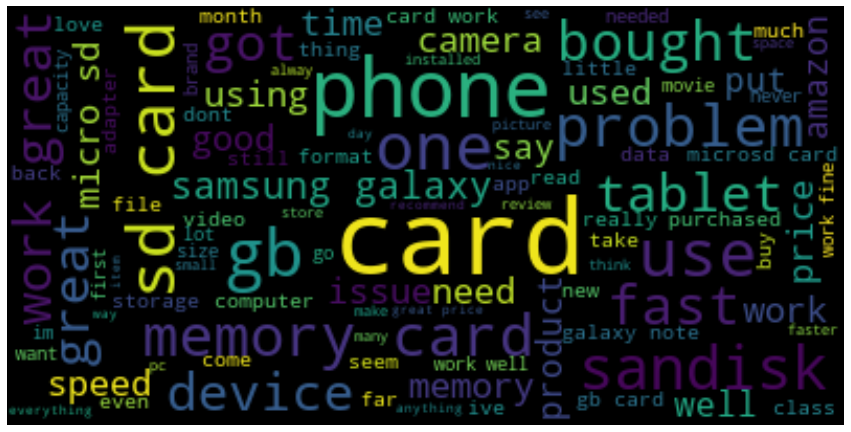 love month time card work see needed much
thing camera installed bought space
great brand got alway little put amazon
capacity micro sd adapter card using phone used movie never
dont day picture problem
good one say
back still format nice data microsd card
samsung galaxy app read tablet work fine
file recommend review
work video store card really purchased price
great sd lot gb go take use buy
first size small think
item storage computer issue need product new fast work
way make great price
im memory card many galaxy note faster
want pc come seem work well sandisk
speed device memory
even far ive gb card well class
everything anything